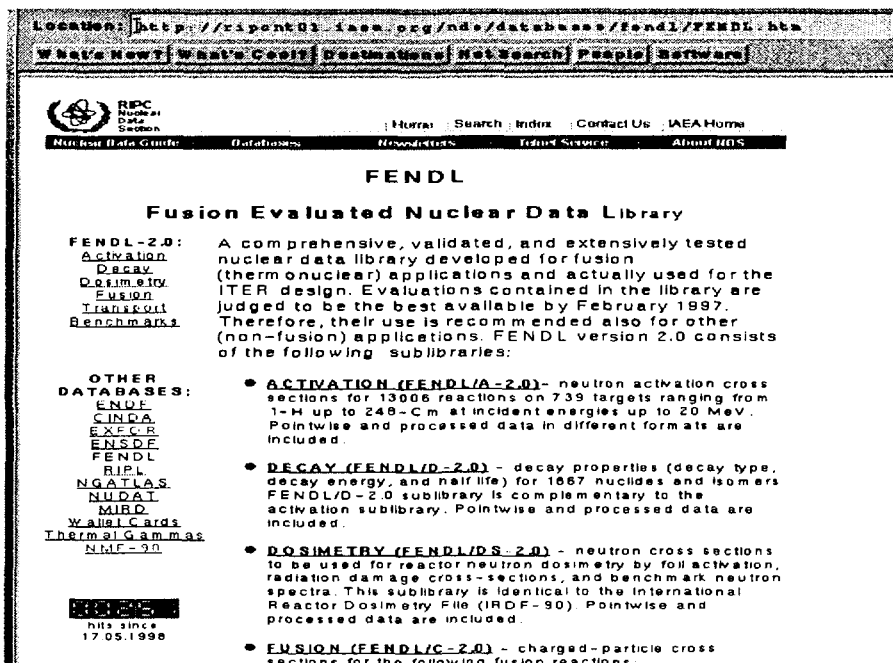 Location: http://ripcnt01.iaea.org/nds/database/fendl/FENDL.htm
What's New? What's Cool? Destinations Net Search People Software
RIPC
Nuclear
Data
Section
Home Search Index Contact Us IAEA Home
Nuclear Data Guide Databases Newsletters Telnet Service About NDS
FENDL
Fusion Evaluated Nuclear Data Library
FENDL-2.0:
Activation
Decay
Dosimetry
Fusion
Transport
Benchmarks
A comprehensive, validated, and extensively tested
nuclear data library developed for fusion
(thermonuclear) applications and actually used for the
ITER design. Evaluations contained in the library are
judged to be the best available by February 1997.
Therefore, their use is recommended also for other
(non-fusion) applications. FENDL version 2.0 consists
of the following sublibraries:
OTHER
DATABASES:
ENDF
CINDA
EXFOR
ENSDF
FENDL
RIPL
NGATLAS
NUDAT
MIRD
Wallet Cards
Thermal Gammas
NMF-90
hits since
17.05.1998
ACTIVATION (FENDL/A-2.0) - neutron activation cross
sections for 13006 reactions on 739 targets ranging from
1-H up to 248-Cm at incident energies up to 20 MeV.
Pointwise and processed data in different formats are
included.
DECAY (FENDL/D-2.0) - decay properties (decay type,
decay energy, and half life) for 1867 nuclides and isomers
FENDL/D-2.0 sublibrary is complementary to the
activation sublibrary. Pointwise and processed data are
included.
DOSIMETRY (FENDL/DS-2.0) - neutron cross sections
to be used for reactor neutron dosimetry by foil activation,
radiation damage cross-sections, and benchmark neutron
spectra. This sublibrary is identical to the International
Reactor Dosimetry File (IRDF-90). Pointwise and
processed data are included.
FUSION (FENDL/C-2.0) - charged-particle cross
sections for the following fusion reactions: